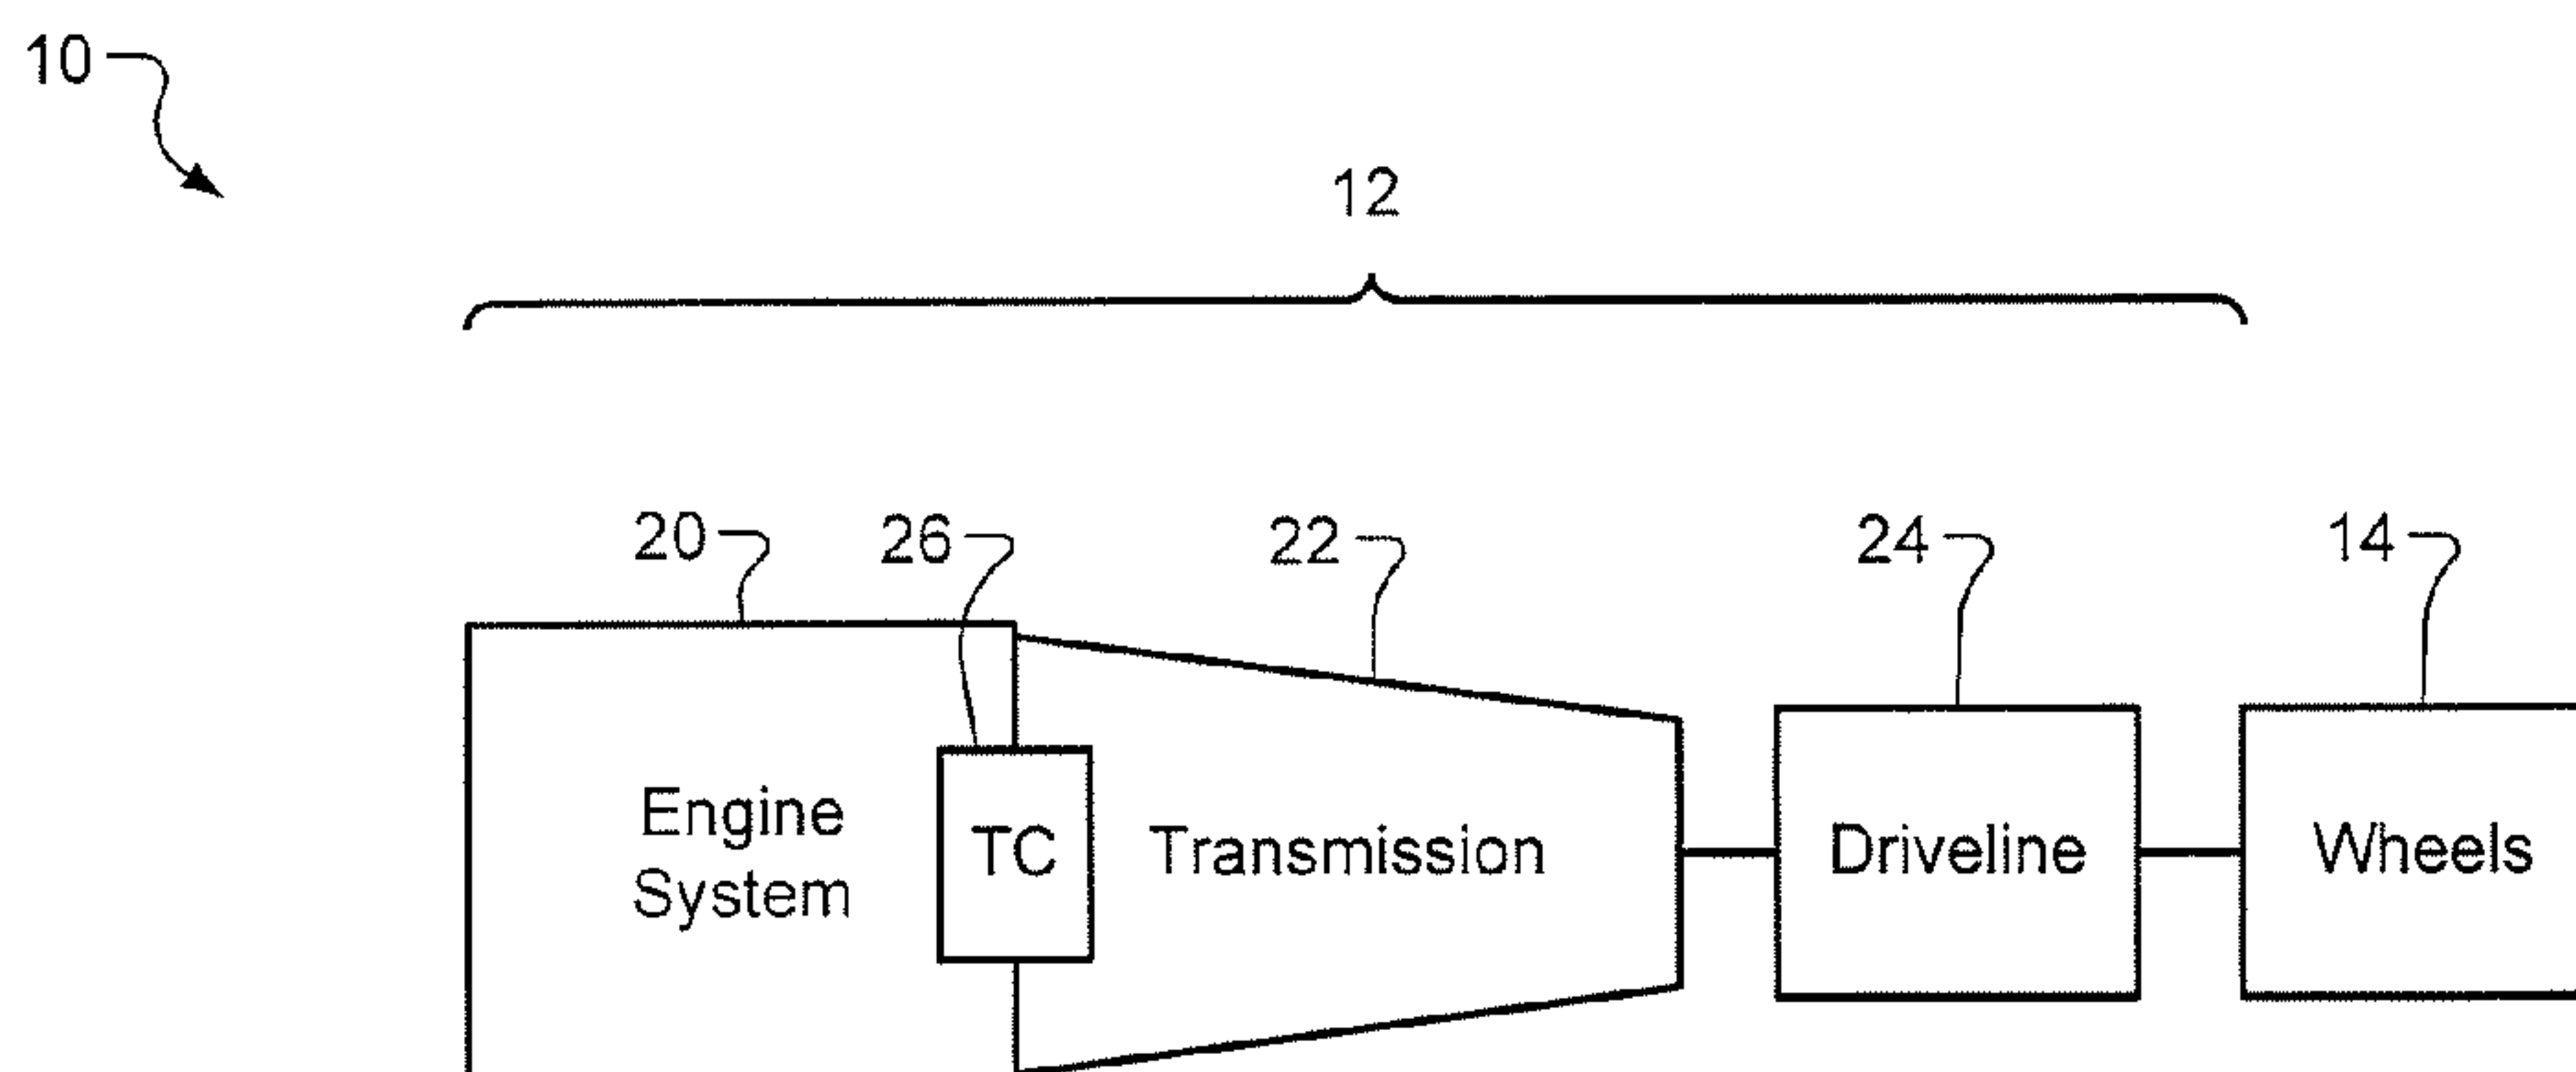 10
12
20
26
22
24
14
Engine
System
TC
Transmission
Driveline
Wheels